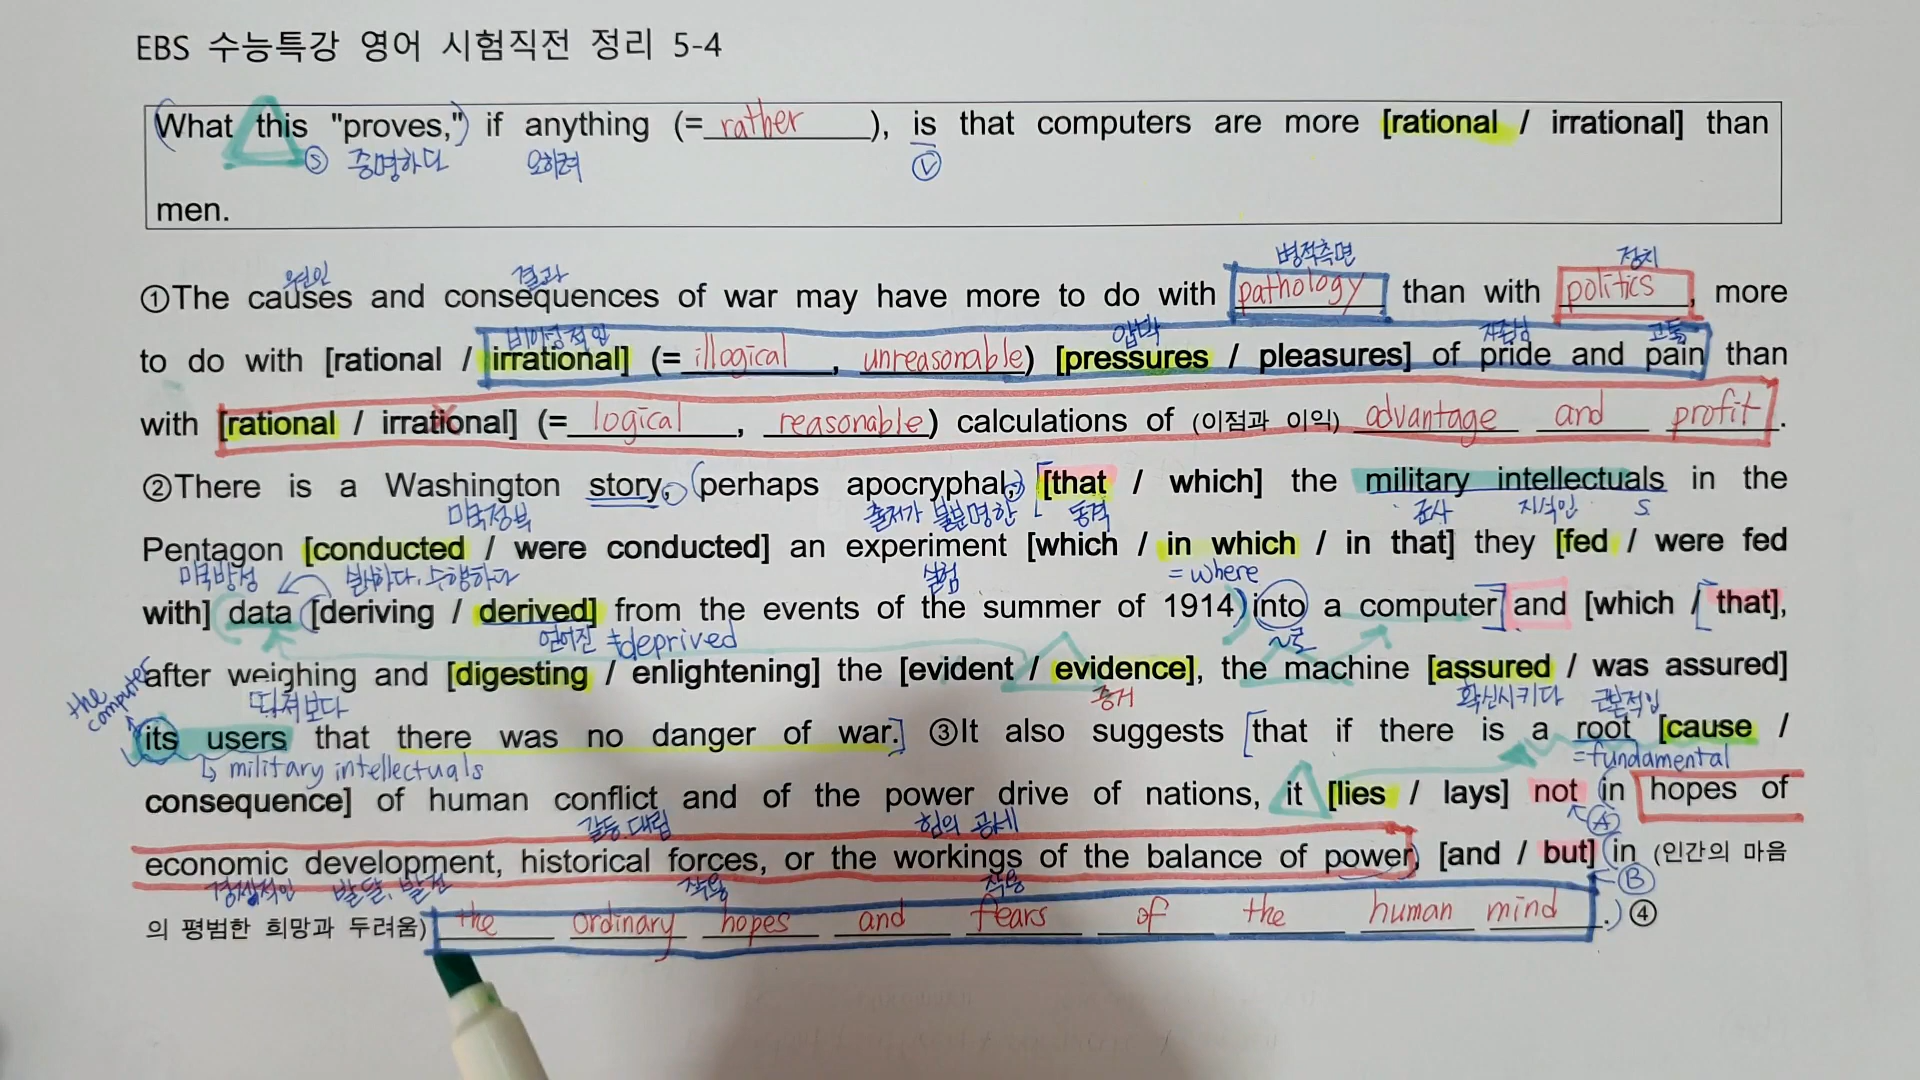 EBS 수능특강 영어 시험직전 정리 5-4
(What this "proves,") if anything (= rather ), is that computers are more [rational / irrational] than
Ⓢ 증명하다 오히려 Ⓥ
men.
원인 결과 병적측면 정치
①The causes and consequences of war may have more to do with pathology than with politics, more
비이성적인 압박 자존심 고통
to do with [rational / irrational] (= illogical , unreasonable) [pressures / pleasures] of pride and pain than
with [rational / irrational] (= logical , reasonable) calculations of (이점과 이익) advantage and profit.
②There is a Washington story, (perhaps apocryphal,) [that / which] the military intellectuals in the
미국정부 출처가 불분명한 동격 군사 지식인 S
Pentagon [conducted / were conducted] an experiment [which / in which / in that] they [fed / were fed
미국방성 실시하다, 수행하다 실험 = where
with] data [deriving / derived] from the events of the summer of 1914) into a computer] and [which / that],
얻어진 ≠deprived ~로
after weighing and [digesting / enlightening] the [evident / evidence], the machine [assured / was assured]
the computer 따져보다 증거 확신시키다 근본적인
its users that there was no danger of war.] ③It also suggests [that if there is a root [cause /
↳ military intellectuals =fundamental
consequence] of human conflict and of the power drive of nations, it [lies / lays] not (in hopes of
갈등, 대립 힘의 공세 Ⓐ
economic development, historical forces, or the workings of the balance of power) [and / but] (in (인간의 마음
경제적인 발달, 발전 작용 작용 Ⓑ
의 평범한 희망과 두려움) the ordinary hopes and fears of the human mind .) ④